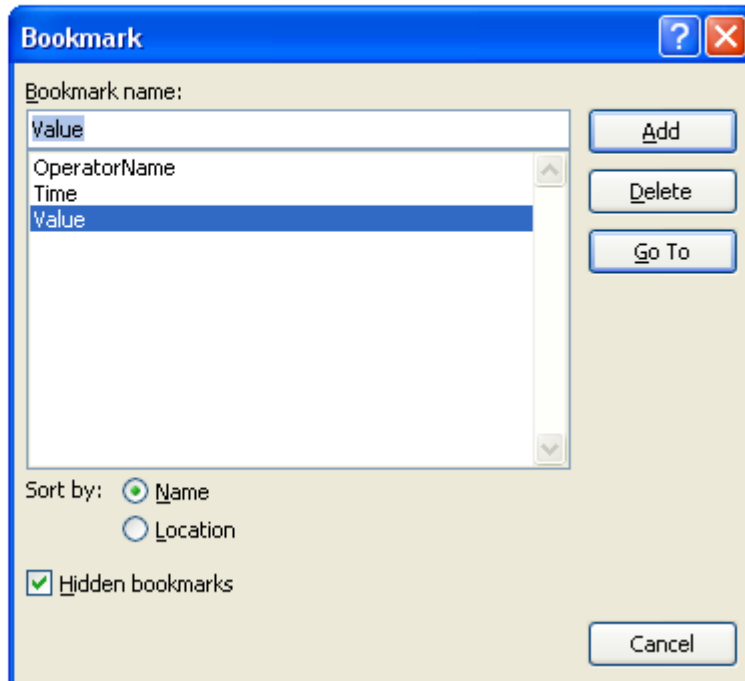 Bookmark
Bookmark name:
Value
Add
OperatorName
Time
Value
Delete
Go To
Sort by:
Name
Location
Hidden bookmarks
Cancel